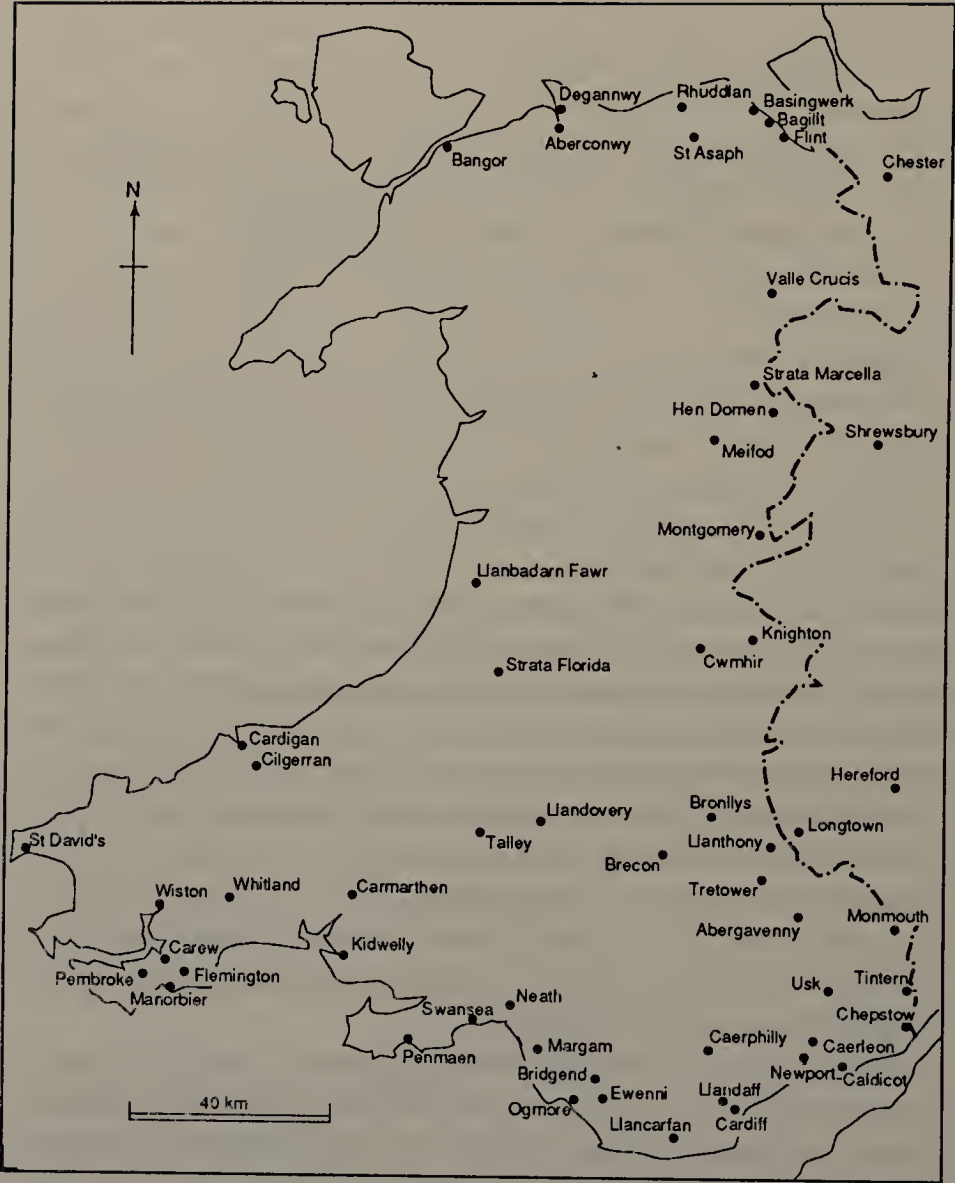 Degannwy
Rhuddlan
Basingwerk
Bagillt
Flint
Aberconwy
St Asaph
Bangor
Chester
N
Valle Crucis
Strata Marcella
Hen Domen
Shrewsbury
Meifod
Montgomery
Llanbadarn Fawr
Knighton
Cwmhir
Strata Florida
Cardigan
Cilgerran
Hereford
Bronllys
Llandovery
Longtown
St David's
Talley
Llanthony
Brecon
Tretower
Wiston
Whitland
Carmarthen
Abergavenny
Monmouth
Carew
Kidwelly
Pembroke
Flemington
Manorbier
Usk
Tintern
Neath
Swansea
Chepstow
Penmaen
Margam
Caerphilly
Caerleon
Newport
Caldicot
Bridgend
Ewenni
Llandaff
Ogmore
40 km
Llancarfan
Cardiff